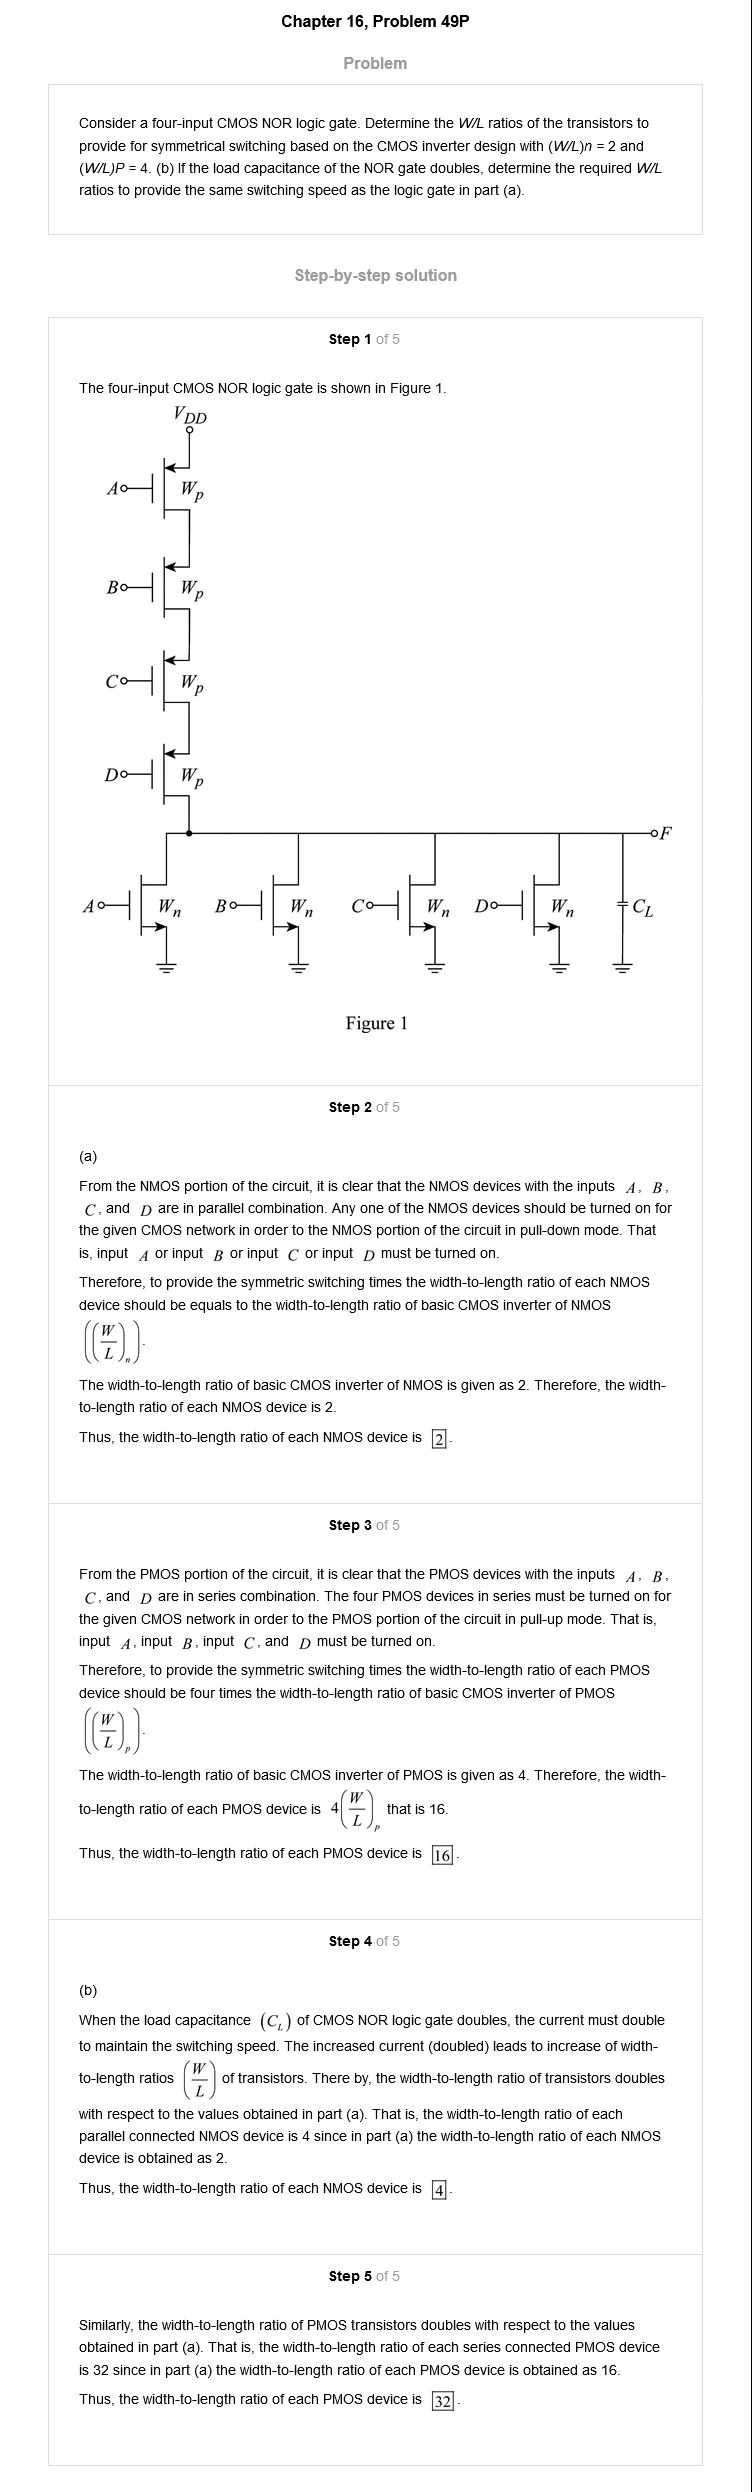 Chapter 16, Problem 49P
Problem
Consider a four-input CMOS NOR logic gate. Determine the W/L ratios of the transistors to
provide for symmetrical switching based on the CMOS inverter design with (W/L)n = 2 and
(W/L)P = 4. (b) If the load capacitance of the NOR gate doubles, determine the required W/L
ratios to provide the same switching speed as the logic gate in part (a).
Step-by-step solution
Step 1 of 5
The four-input CMOS NOR logic gate is shown in Figure 1.
V_DD
A W_p
B W_p
C W_p
D W_p
F
A W_n B W_n C W_n D W_n C_L
Figure 1
Step 2 of 5
(a)
From the NMOS portion of the circuit, it is clear that the NMOS devices with the inputs A, B,
C, and D are in parallel combination. Any one of the NMOS devices should be turned on for
the given CMOS network in order to the NMOS portion of the circuit in pull-down mode. That
is, input A or input B or input C or input D must be turned on.
Therefore, to provide the symmetric switching times the width-to-length ratio of each NMOS
device should be equals to the width-to-length ratio of basic CMOS inverter of NMOS
((W/L)_n).
The width-to-length ratio of basic CMOS inverter of NMOS is given as 2. Therefore, the width-
to-length ratio of each NMOS device is 2.
Thus, the width-to-length ratio of each NMOS device is 2.
Step 3 of 5
From the PMOS portion of the circuit, it is clear that the PMOS devices with the inputs A, B,
C, and D are in series combination. The four PMOS devices in series must be turned on for
the given CMOS network in order to the PMOS portion of the circuit in pull-up mode. That is,
input A, input B, input C, and D must be turned on.
Therefore, to provide the symmetric switching times the width-to-length ratio of each PMOS
device should be four times the width-to-length ratio of basic CMOS inverter of PMOS
((W/L)_p).
The width-to-length ratio of basic CMOS inverter of PMOS is given as 4. Therefore, the width-
to-length ratio of each PMOS device is 4(W/L)_p that is 16.
Thus, the width-to-length ratio of each PMOS device is 16.
Step 4 of 5
(b)
When the load capacitance (C_L) of CMOS NOR logic gate doubles, the current must double
to maintain the switching speed. The increased current (doubled) leads to increase of width-
to-length ratios (W/L) of transistors. There by, the width-to-length ratio of transistors doubles
with respect to the values obtained in part (a). That is, the width-to-length ratio of each
parallel connected NMOS device is 4 since in part (a) the width-to-length ratio of each NMOS
device is obtained as 2.
Thus, the width-to-length ratio of each NMOS device is 4.
Step 5 of 5
Similarly, the width-to-length ratio of PMOS transistors doubles with respect to the values
obtained in part (a). That is, the width-to-length ratio of each series connected PMOS device
is 32 since in part (a) the width-to-length ratio of each PMOS device is obtained as 16.
Thus, the width-to-length ratio of each PMOS device is 32.